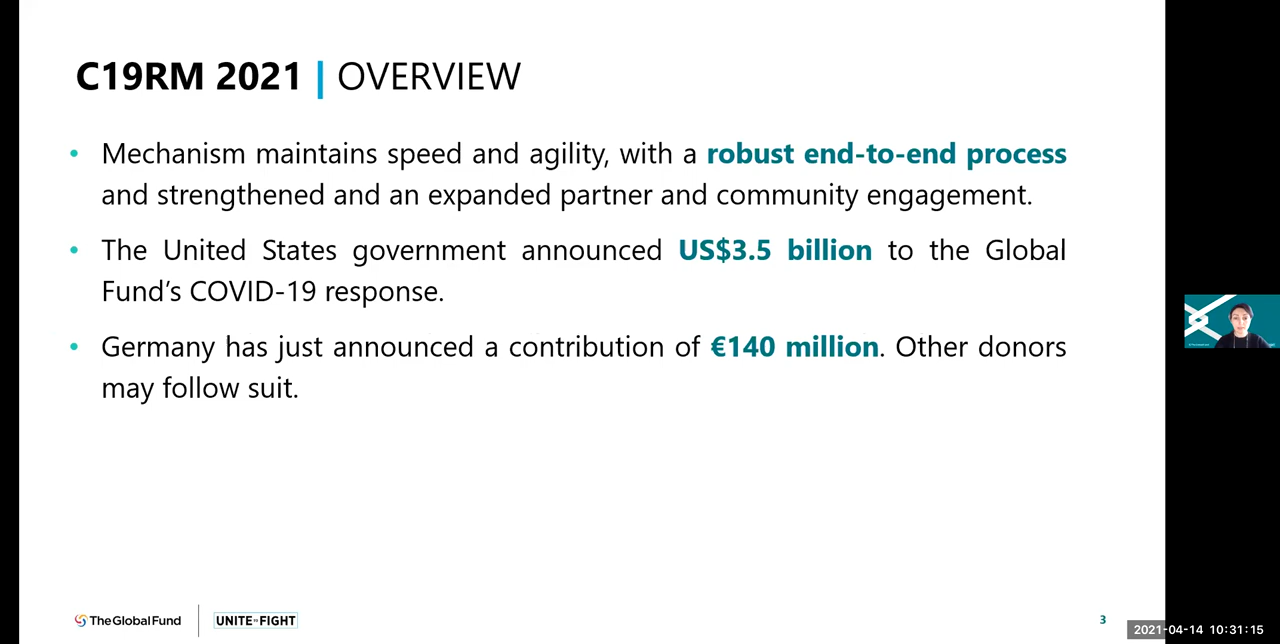 C19RM 2021 | OVERVIEW
• Mechanism maintains speed and agility, with a robust end-to-end process
and strengthened and an expanded partner and community engagement.
• The United States government announced US$3.5 billion to the Global
Fund’s COVID-19 response.
• Germany has just announced a contribution of €140 million. Other donors
may follow suit.
The Global Fund
UNITE TO FIGHT
3
2021-04-14 10:31:15